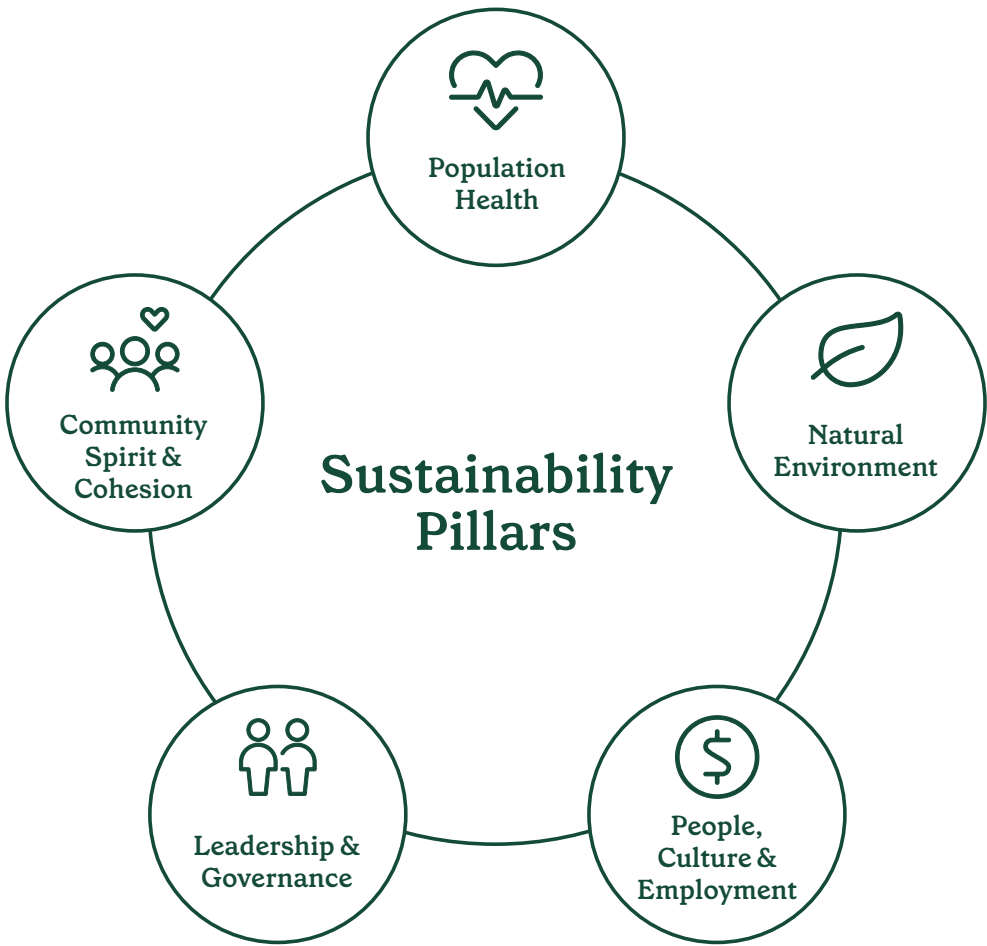 Population
Health
Community
Spirit &
Cohesion
Natural
Environment
Sustainability
Pillars
Leadership &
Governance
People,
Culture &
Employment